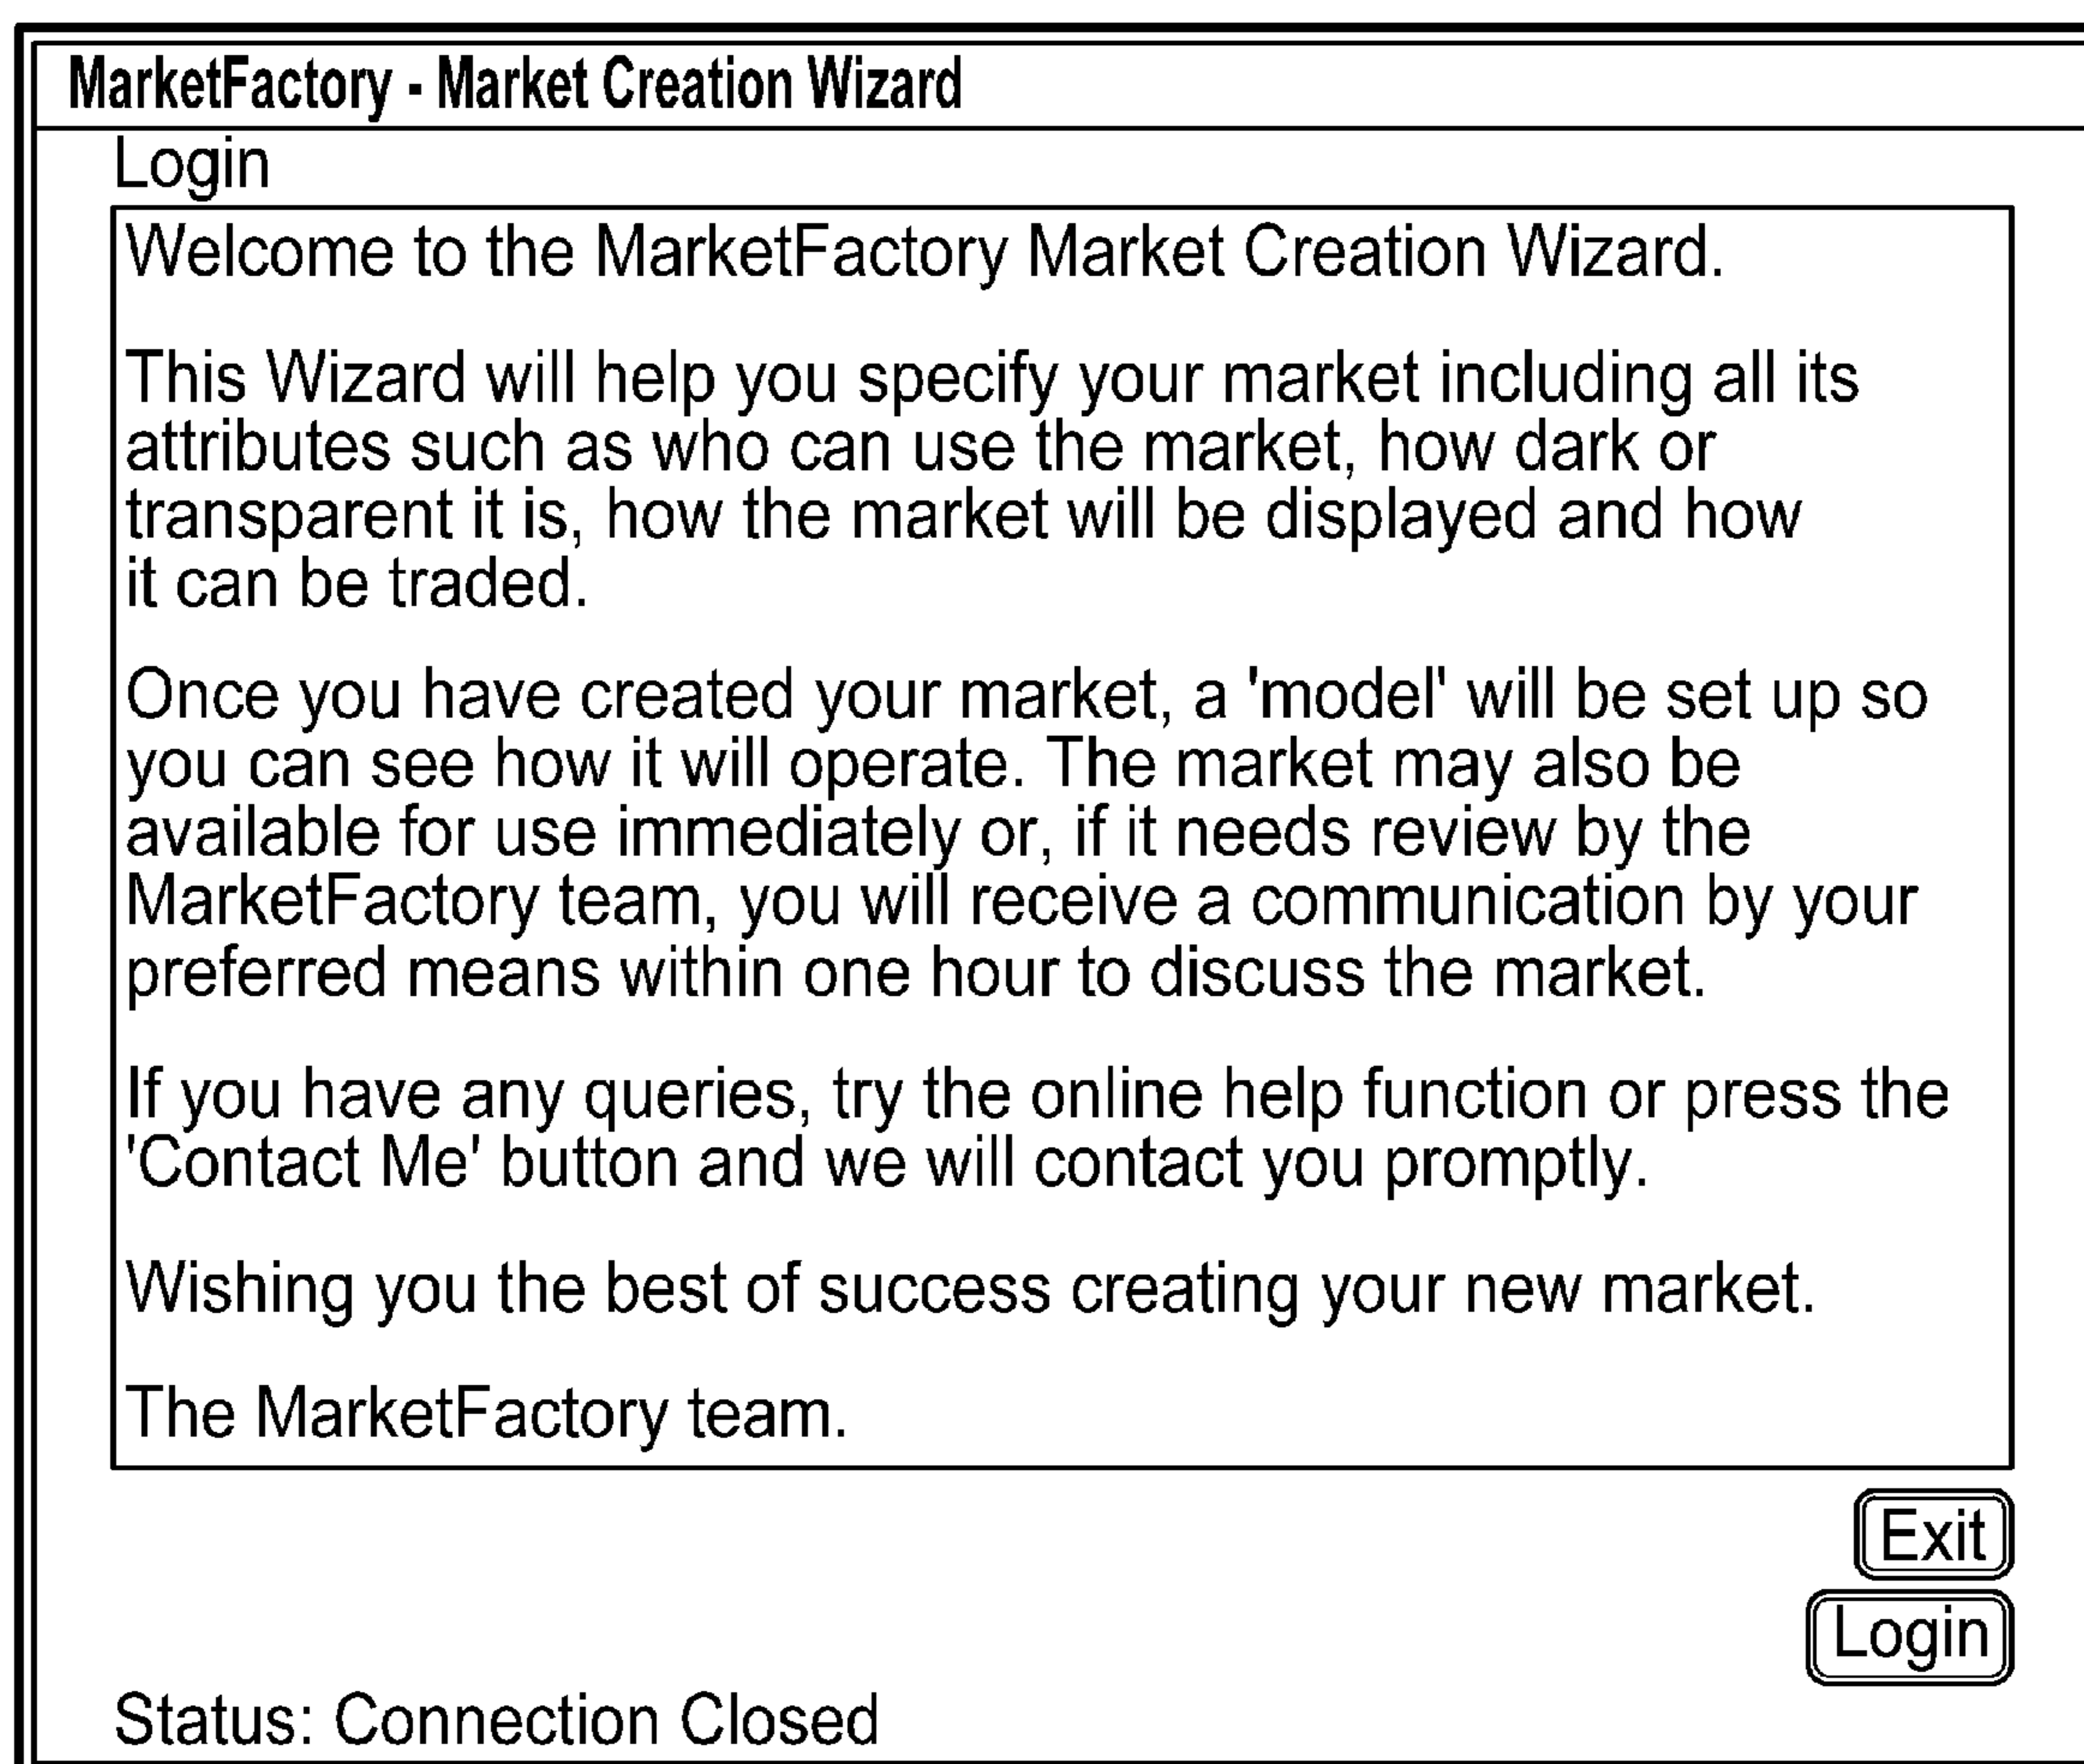 MarketFactory - Market Creation Wizard
Login
Welcome to the MarketFactory Market Creation Wizard.
This Wizard will help you specify your market including all its
attributes such as who can use the market, how dark or
transparent it is, how the market will be displayed and how
it can be traded.
Once you have created your market, a 'model' will be set up so
you can see how it will operate. The market may also be
available for use immediately or, if it needs review by the
MarketFactory team, you will receive a communication by your
preferred means within one hour to discuss the market.
If you have any queries, try the online help function or press the
'Contact Me' button and we will contact you promptly.
Wishing you the best of success creating your new market.
The MarketFactory team.
Exit
Login
Status: Connection Closed